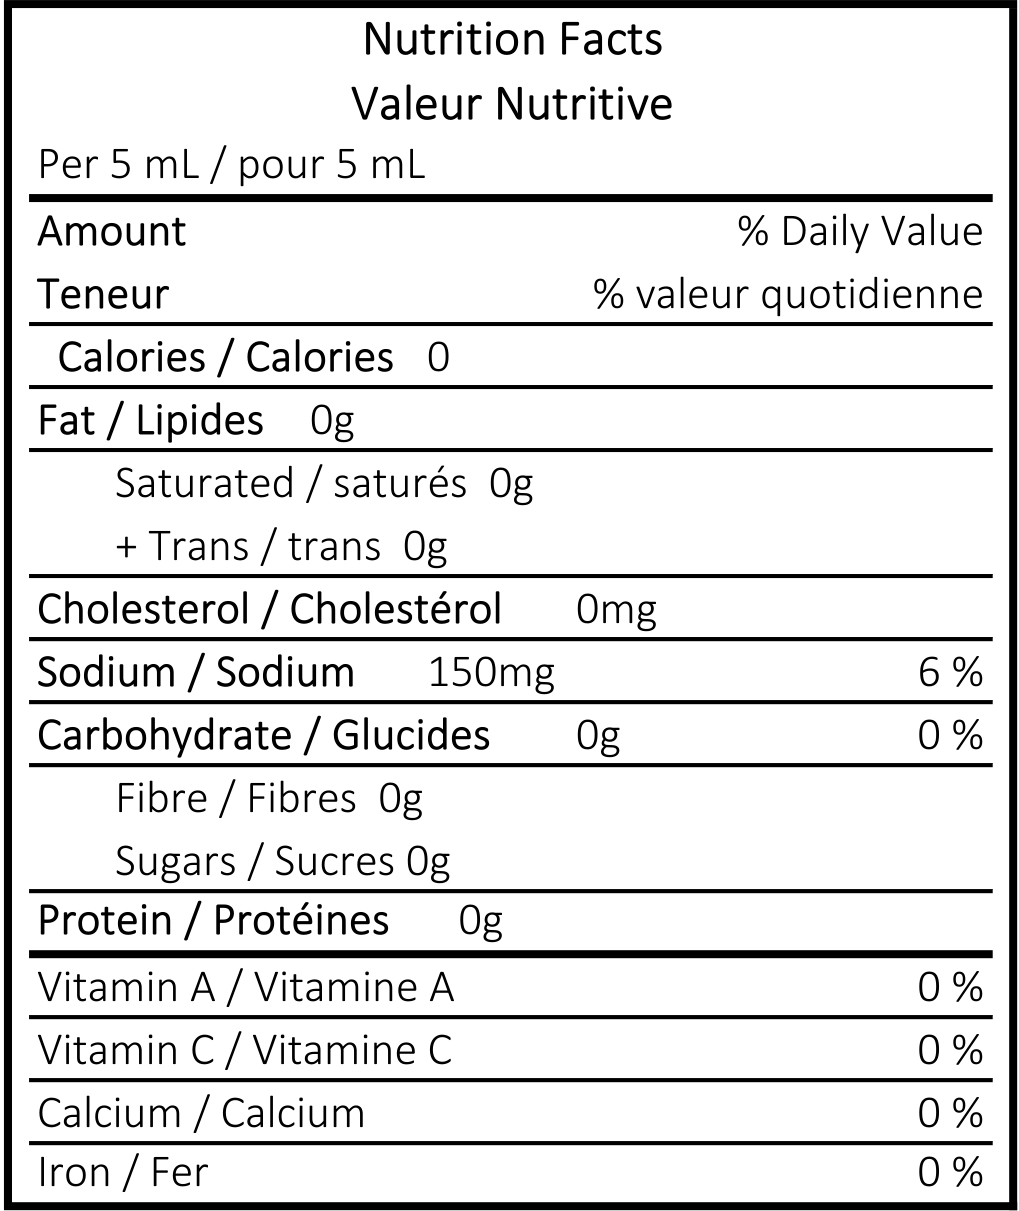 Nutrition Facts
Valeur Nutritive
Per 5 mL / pour 5 mL
Amount % Daily Value
Teneur % valeur quotidienne
Calories / Calories 0
Fat / Lipides 0g
Saturated / saturés 0g
+ Trans / trans 0g
Cholesterol / Cholestérol 0mg
Sodium / Sodium 150mg 6 %
Carbohydrate / Glucides 0g 0 %
Fibre / Fibres 0g
Sugars / Sucres 0g
Protein / Protéines 0g
Vitamin A / Vitamine A 0 %
Vitamin C / Vitamine C 0 %
Calcium / Calcium 0 %
Iron / Fer 0 %